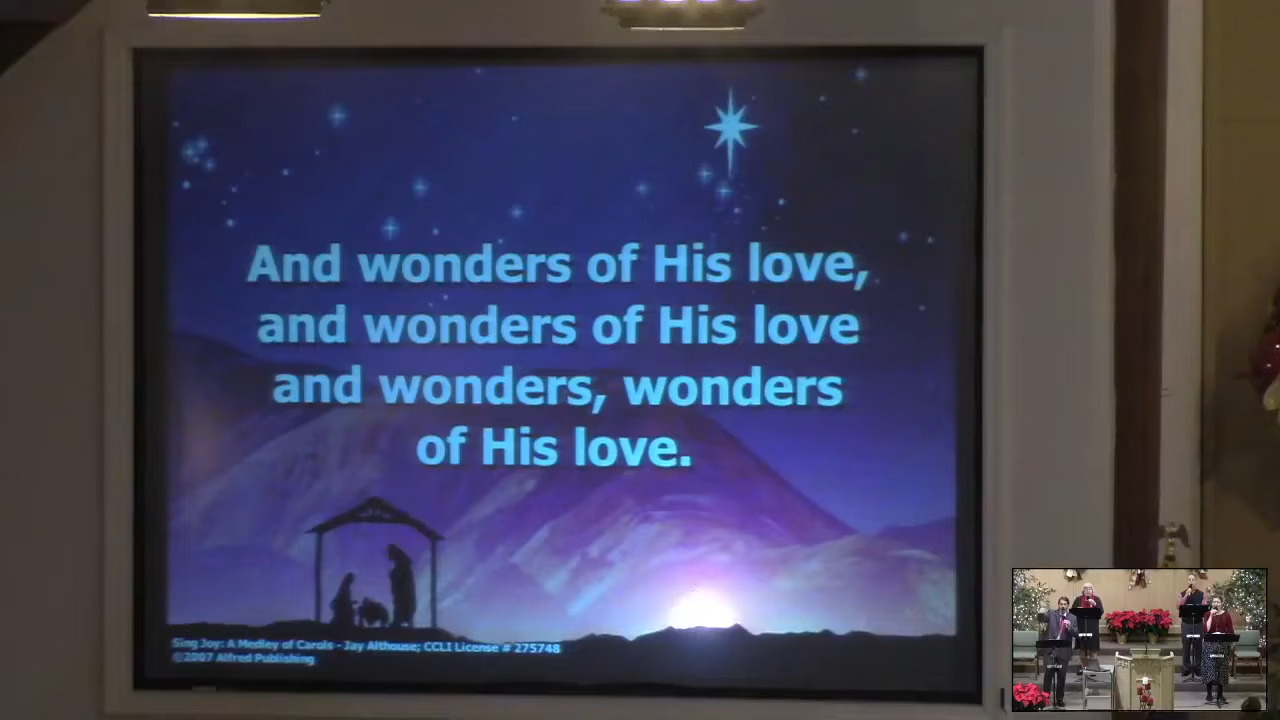 And wonders of His love,
and wonders of His love
and wonders, wonders
of His love.
Sing Joy: A Medley of Carols - Jay Althouse; CCLI License # 275748
©2007 Alfred Publishing